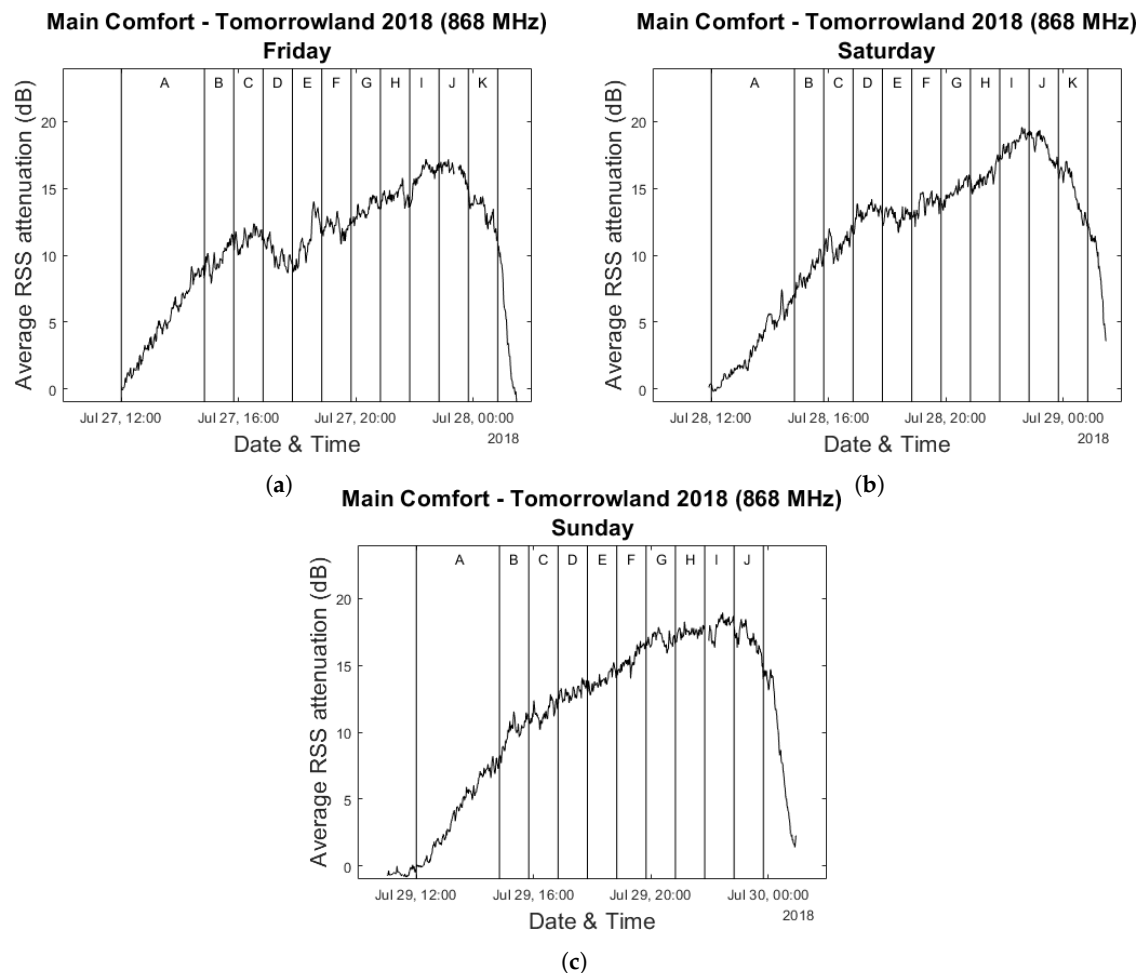 Main Comfort - Tomorrowland 2018 (868 MHz)
Friday
A B C D E F G H I J K
Average RSS attenuation (dB)
20
15
10
5
0
Jul 27, 12:00 Jul 27, 16:00 Jul 27, 20:00 Jul 28, 00:00
Date & Time
2018
(a)
Main Comfort - Tomorrowland 2018 (868 MHz)
Saturday
A B C D E F G H I J K
Average RSS attenuation (dB)
20
15
10
5
0
Jul 28, 12:00 Jul 28, 16:00 Jul 28, 20:00 Jul 29, 00:00
Date & Time
2018
(b)
Main Comfort - Tomorrowland 2018 (868 MHz)
Sunday
A B C D E F G H I J
Average RSS attenuation (dB)
20
15
10
5
0
Jul 29, 12:00 Jul 29, 16:00 Jul 29, 20:00 Jul 30, 00:00
Date & Time
2018
(c)